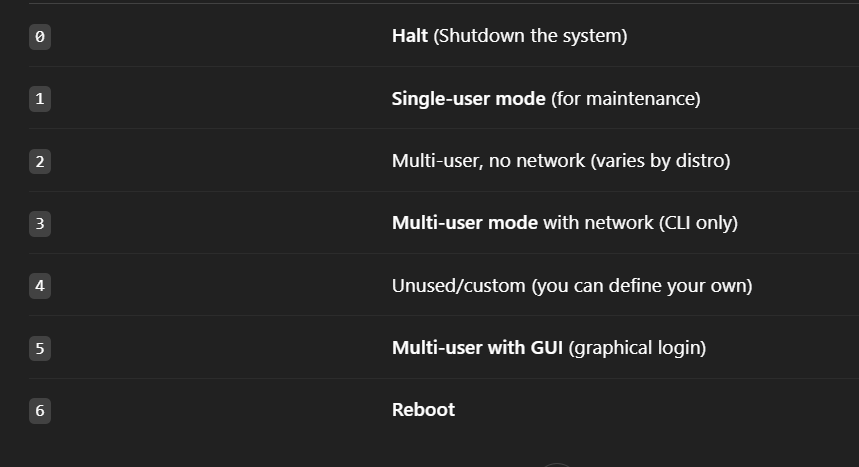 0 Halt (Shutdown the system)
1 Single-user mode (for maintenance)
2 Multi-user, no network (varies by distro)
3 Multi-user mode with network (CLI only)
4 Unused/custom (you can define your own)
5 Multi-user with GUI (graphical login)
6 Reboot